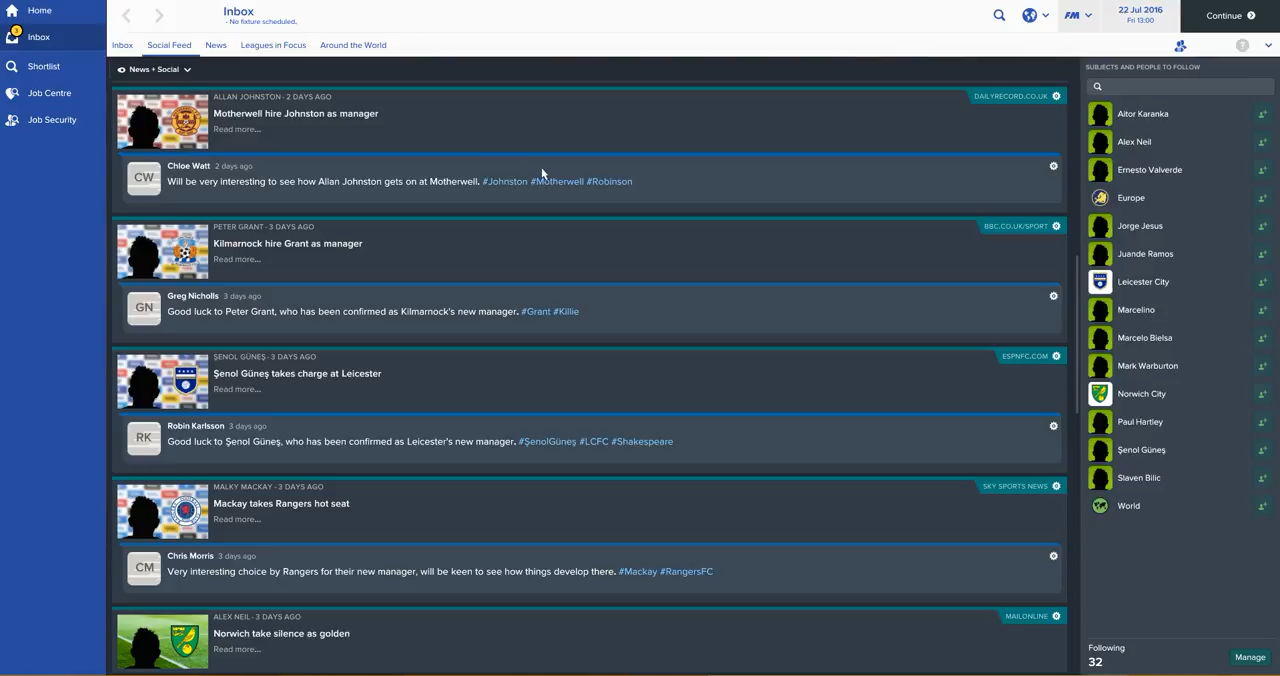 Home
3
Inbox
Shortlist
Job Centre
Job Security
Inbox
- No fixture scheduled.
FM
22 Jul 2016
Fri 13:00
Continue
Inbox Social Feed News Leagues in Focus Around the World
?
News + Social
ALLAN JOHNSTON - 2 DAYS AGO
DAILYRECORD.CO.UK
Motherwell hire Johnston as manager
Read more...
CW
Chloe Watt 2 days ago
Will be very interesting to see how Allan Johnston gets on at Motherwell. #Johnston #Motherwell #Robinson
PETER GRANT - 3 DAYS AGO
BBC.CO.UK/SPORT
Kilmarnock hire Grant as manager
Read more...
GN
Greg Nicholls 3 days ago
Good luck to Peter Grant, who has been confirmed as Kilmarnock's new manager. #Grant #Killie
ŞENOL GÜNEŞ - 3 DAYS AGO
ESPNFC.COM
Şenol Güneş takes charge at Leicester
Read more...
RK
Robin Karlsson 3 days ago
Good luck to Şenol Güneş, who has been confirmed as Leicester's new manager. #ŞenolGüneş #LCFC #Shakespeare
MALKY MACKAY - 3 DAYS AGO
SKY SPORTS NEWS
Mackay takes Rangers hot seat
Read more...
CM
Chris Morris 3 days ago
Very interesting choice by Rangers for their new manager, will be keen to see how things develop there. #Mackay #RangersFC
ALEX NEIL - 3 DAYS AGO
MAILONLINE
Norwich take silence as golden
Read more...
SUBJECTS AND PEOPLE TO FOLLOW
Aitor Karanka
Alex Neil
Ernesto Valverde
Europe
Jorge Jesus
Juande Ramos
Leicester City
Marcelino
Marcelo Bielsa
Mark Warburton
Norwich City
Paul Hartley
Şenol Güneş
Slaven Bilic
World
Following
32
Manage